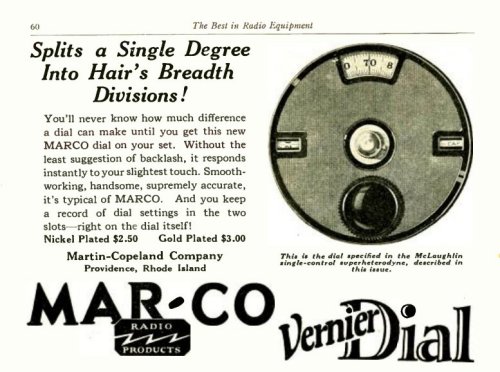 60
The Best in Radio Equipment
Splits a Single Degree
Into Hair's Breadth
Divisions!
You'll never know how much difference
a dial can make until you get this new
MARCO dial on your set. Without the
least suggestion of backlash, it responds
instantly to your slightest touch. Smooth-
working, handsome, supremely accurate,
it's typical of MARCO. And you keep
a record of dial settings in the two
slots—right on the dial itself!
Nickel Plated $2.50 Gold Plated $3.00
Martin-Copeland Company
Providence, Rhode Island
0 70 8
This is the dial specified in the McLaughlin
single-control superheterodyne, described in
this issue.
MAR-CO
RADIO
PRODUCTS
Vernier Dial